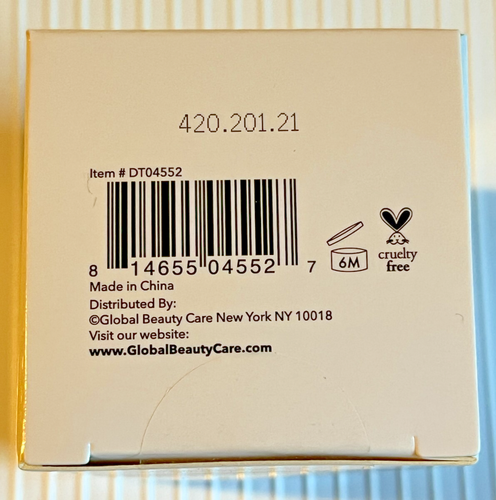 420.201.21
Item # DT04552
8 14655 04552 7
6M
cruelty
free
Made in China
Distributed By:
©Global Beauty Care New York NY 10018
Visit our website:
www.GlobalBeautyCare.com